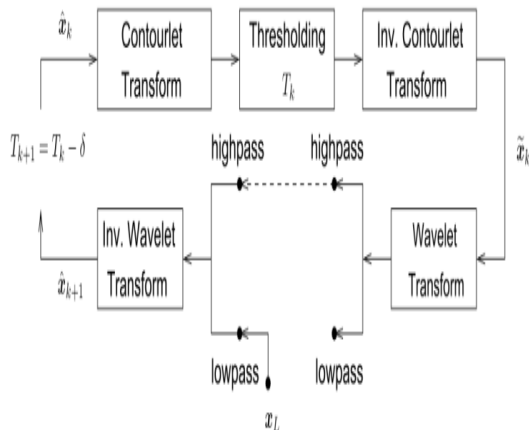 x̂_k
Contourlet
Transform
Thresholding
T_k
Inv. Contourlet
Transform
T_{k+1} = T_k − δ
highpass
highpass
x̃_k
Inv. Wavelet
Transform
Wavelet
Transform
x̂_{k+1}
lowpass
lowpass
x_L